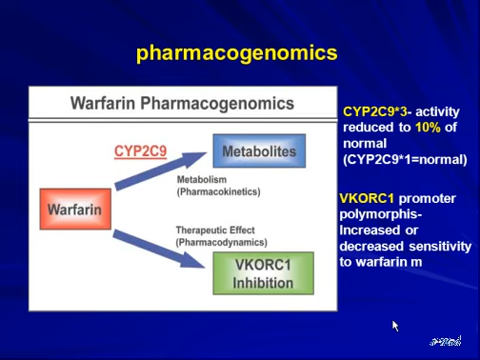 pharmacogenomics
Warfarin Pharmacogenomics
CYP2C9
Metabolites
Metabolism
(Pharmacokinetics)
Warfarin
Therapeutic Effect
(Pharmacodynamics)
VKORC1
Inhibition
CYP2C9*3- activity
reduced to 10% of
normal
(CYP2C9*1=normal)
VKORC1 promoter
polymorphis-
Increased or
decreased sensitivity
to warfarin m